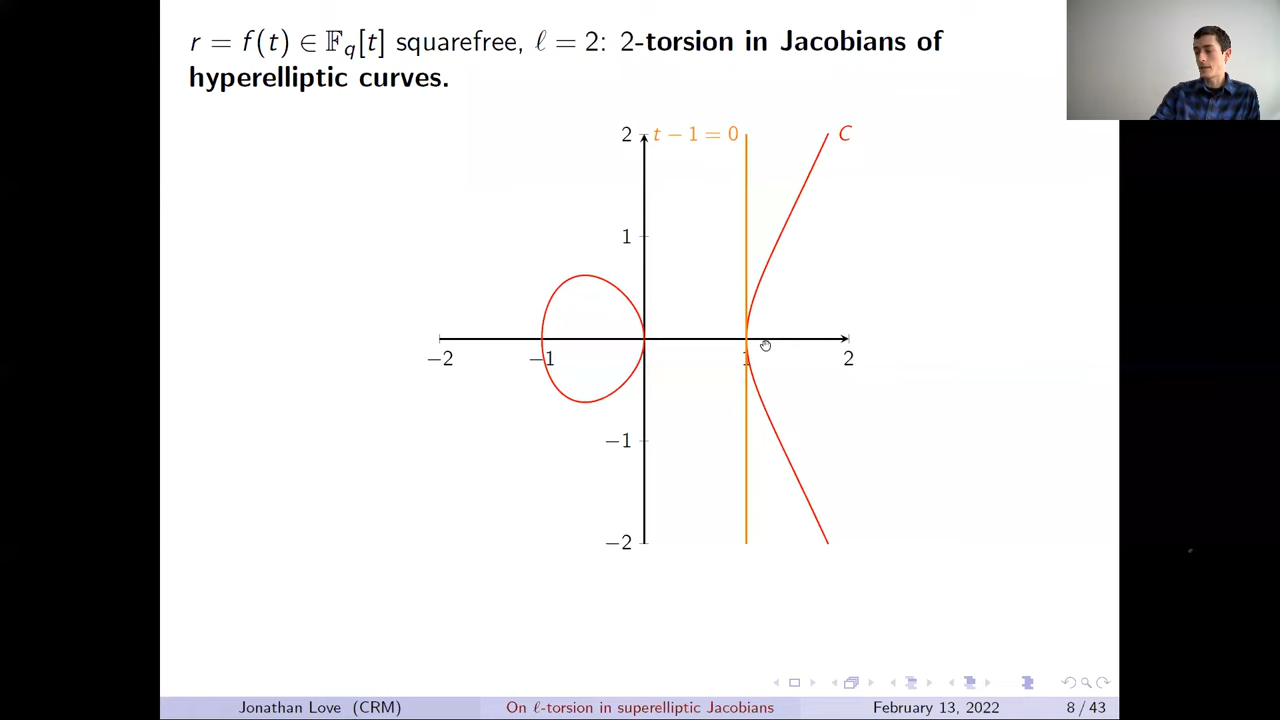 r = f(t) ∈ 𝔽_q[t] squarefree, ℓ = 2: 2-torsion in Jacobians of
hyperelliptic curves.
2
t − 1 = 0
C
1
−2
−1
1
2
−1
−2
Jonathan Love (CRM)
On ℓ-torsion in superelliptic Jacobians
February 13, 2022
8 / 43